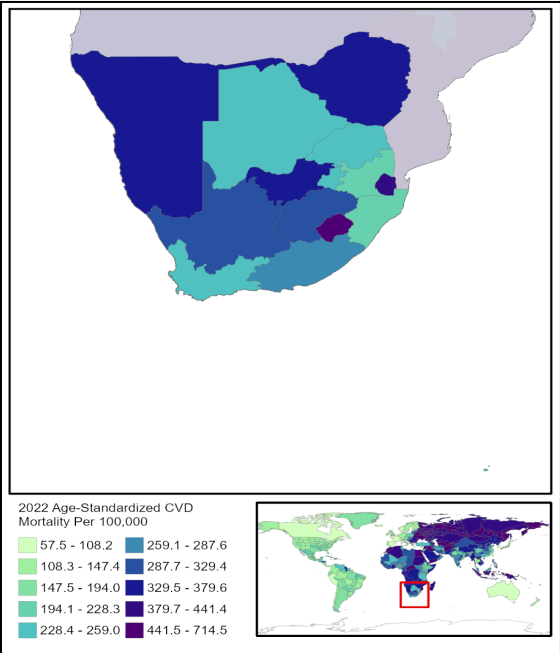 2022 Age-Standardized CVD
Mortality Per 100,000
57.5 - 108.2
108.3 - 147.4
147.5 - 194.0
194.1 - 228.3
228.4 - 259.0
259.1 - 287.6
287.7 - 329.4
329.5 - 379.6
379.7 - 441.4
441.5 - 714.5